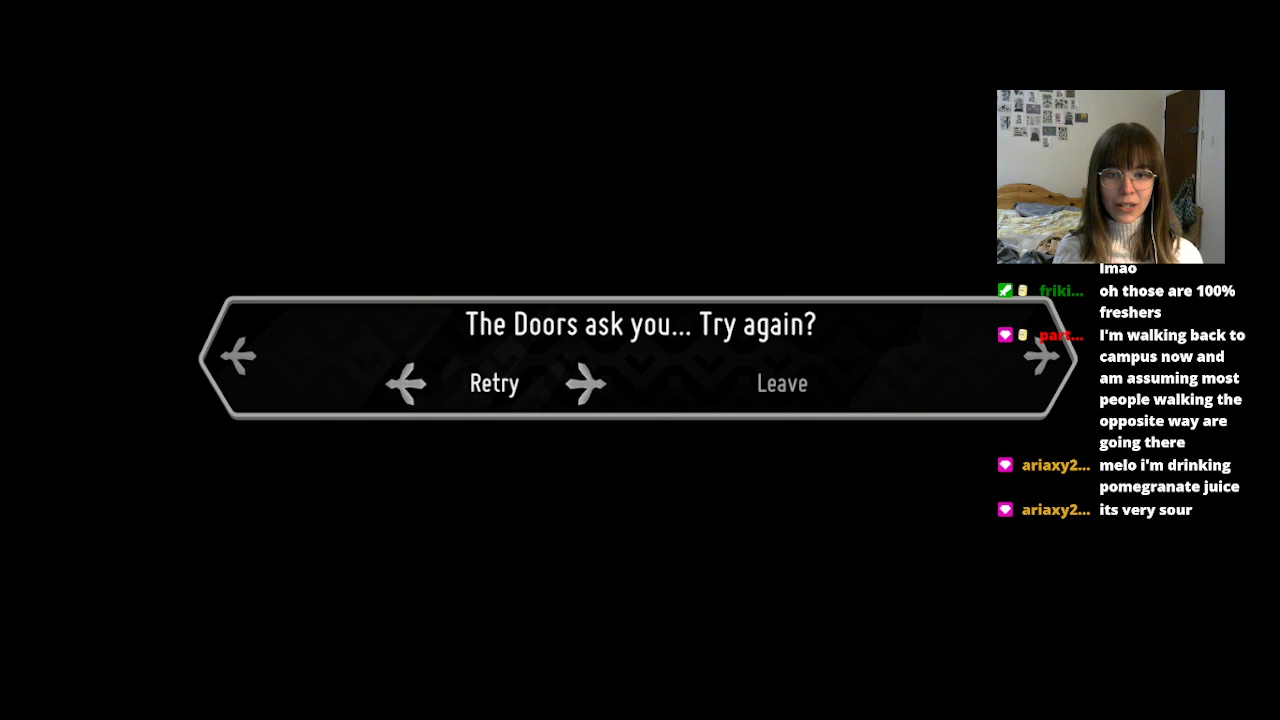 The Doors ask you... Try again?
Retry
Leave
lmao
friki... oh those are 100%
freshers
part... I'm walking back to
campus now and
am assuming most
people walking the
opposite way are
going there
ariaxy2... melo i'm drinking
pomegranate juice
ariaxy2... its very sour